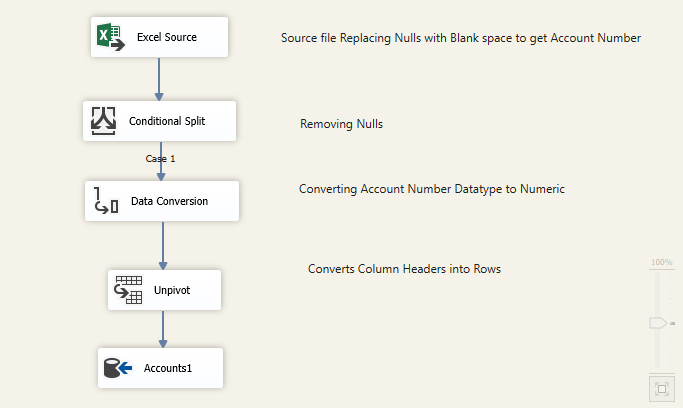 Excel Source
Source file Replacing Nulls with Blank space to get Account Number
Conditional Split
Removing Nulls
Case 1
Data Conversion
Converting Account Number Datatype to Numeric
Converts Column Headers into Rows
100%
Unpivot
Accounts1